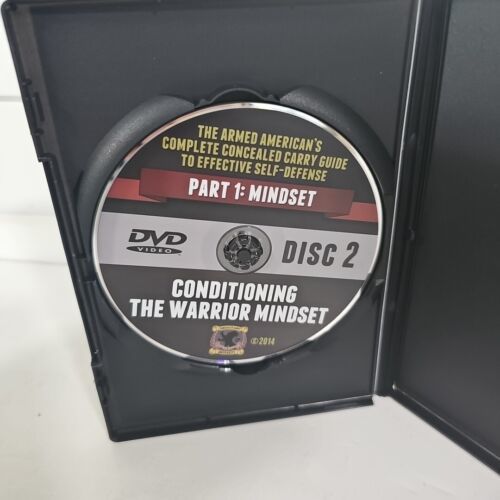 THE ARMED AMERICAN'S
COMPLETE CONCEALED CARRY GUIDE
TO EFFECTIVE SELF-DEFENSE
PART 1: MINDSET
DVD
VIDEO
DISC 2
CONDITIONING
THE WARRIOR MINDSET
©2014